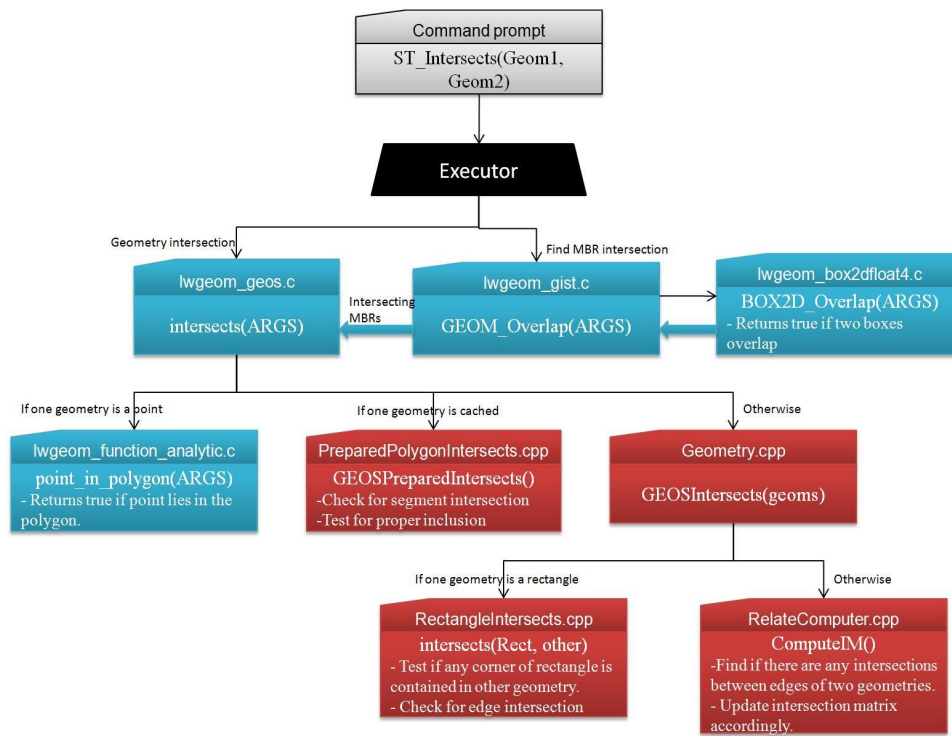 Command prompt
ST_Intersects(Geom1,
Geom2)
Executor
Geometry intersection
Find MBR intersection
lwgeom_geos.c
intersects(ARGS)
Intersecting
MBRs
lwgeom_gist.c
GEOM_Overlap(ARGS)
lwgeom_box2dfloat4.c
BOX2D_Overlap(ARGS)
- Returns true if two boxes
overlap
If one geometry is a point
If one geometry is cached
Otherwise
lwgeom_function_analytic.c
point_in_polygon(ARGS)
- Returns true if point lies in the
polygon.
PreparedPolygonIntersects.cpp
GEOSPreparedIntersects()
-Check for segment intersection
-Test for proper inclusion
Geometry.cpp
GEOSIntersects(geoms)
If one geometry is a rectangle
Otherwise
RectangleIntersects.cpp
intersects(Rect, other)
- Test if any corner of rectangle is
contained in other geometry.
- Check for edge intersection
RelateComputer.cpp
ComputeIM()
-Find if there are any intersections
between edges of two geometries.
- Update intersection matrix
accordingly.